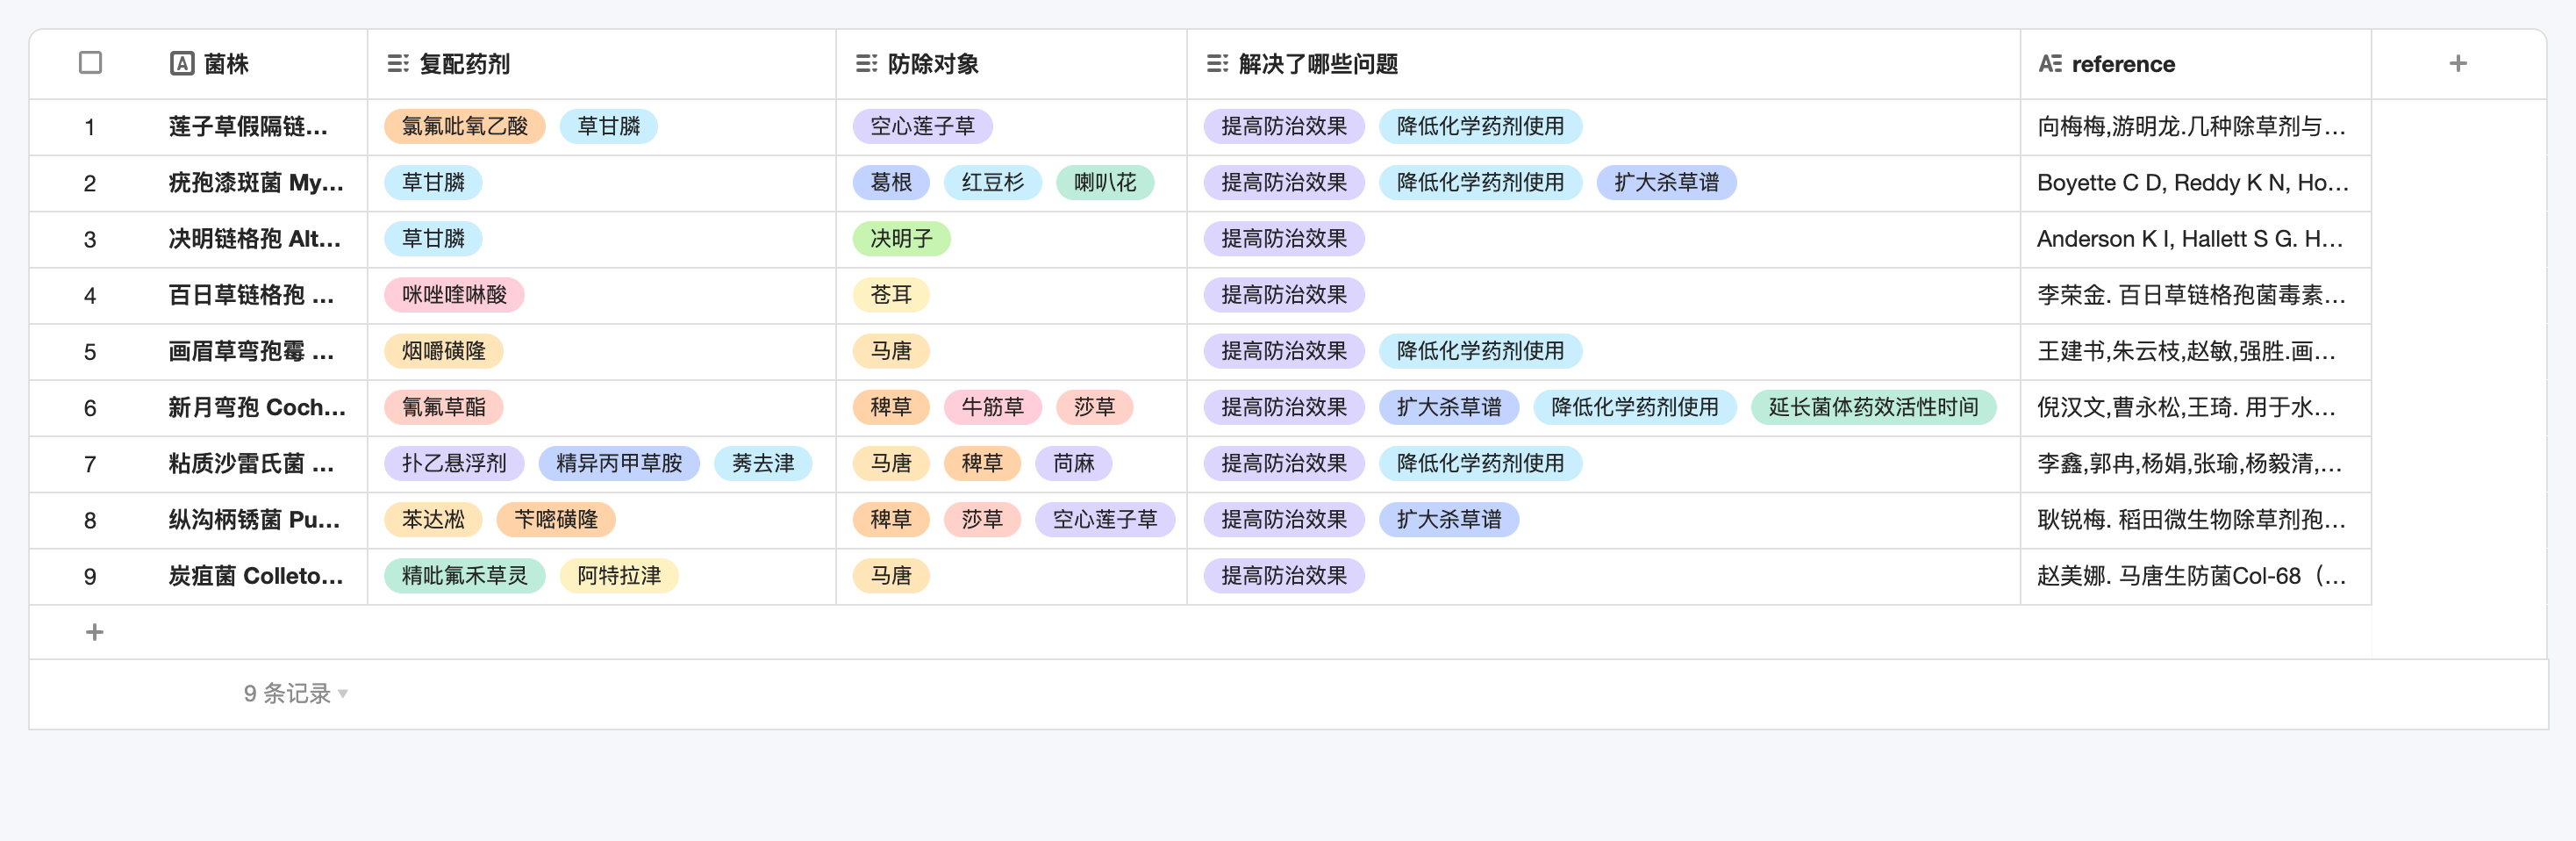 菌株 复配药剂 防除对象 解决了哪些问题 reference
1 莲子草假隔链... 氯氟吡氧乙酸 草甘膦 空心莲子草 提高防治效果 降低化学药剂使用 向梅梅,游明龙.几种除草剂与...
2 疣孢漆斑菌 My... 草甘膦 葛根 红豆杉 喇叭花 提高防治效果 降低化学药剂使用 扩大杀草谱 Boyette C D, Reddy K N, Ho...
3 决明链格孢 Alt... 草甘膦 决明子 提高防治效果 Anderson K I, Hallett S G. H...
4 百日草链格孢 ... 咪唑喹啉酸 苍耳 提高防治效果 李荣金. 百日草链格孢菌毒素...
5 画眉草弯孢霉 ... 烟嘧磺隆 马唐 提高防治效果 降低化学药剂使用 王建书,朱云枝,赵敏,强胜.画...
6 新月弯孢 Coch... 氰氟草酯 稗草 牛筋草 莎草 提高防治效果 扩大杀草谱 降低化学药剂使用 延长菌体药效活性时间 倪汉文,曹永松,王琦. 用于水...
7 粘质沙雷氏菌 ... 扑乙悬浮剂 精异丙甲草胺 莠去津 马唐 稗草 苘麻 提高防治效果 降低化学药剂使用 李鑫,郭冉,杨娟,张瑜,杨毅清,...
8 纵沟柄锈菌 Pu... 苯达松 苄嘧磺隆 稗草 莎草 空心莲子草 提高防治效果 扩大杀草谱 耿锐梅. 稻田微生物除草剂孢...
9 炭疽菌 Colleto... 精吡氟禾草灵 阿特拉津 马唐 提高防治效果 赵美娜. 马唐生防菌Col-68（...
9 条记录